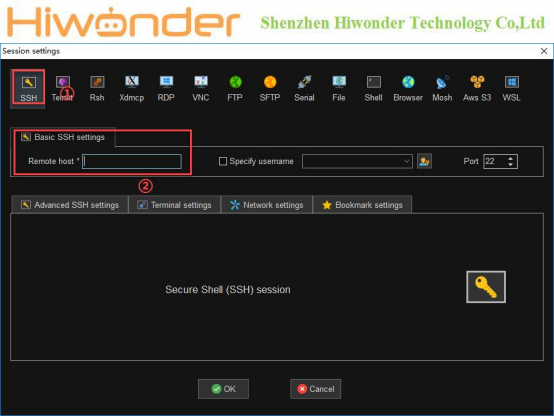 Hiwonder Shenzhen Hiwonder Technology Co,Ltd
Session settings
SSH Telnet Rsh Xdmcp RDP VNC FTP SFTP Serial File Shell Browser Mosh Aws S3 WSL
①
Basic SSH settings
Remote host * Specify username Port 22
②
Advanced SSH settings Terminal settings Network settings Bookmark settings
Secure Shell (SSH) session
OK Cancel